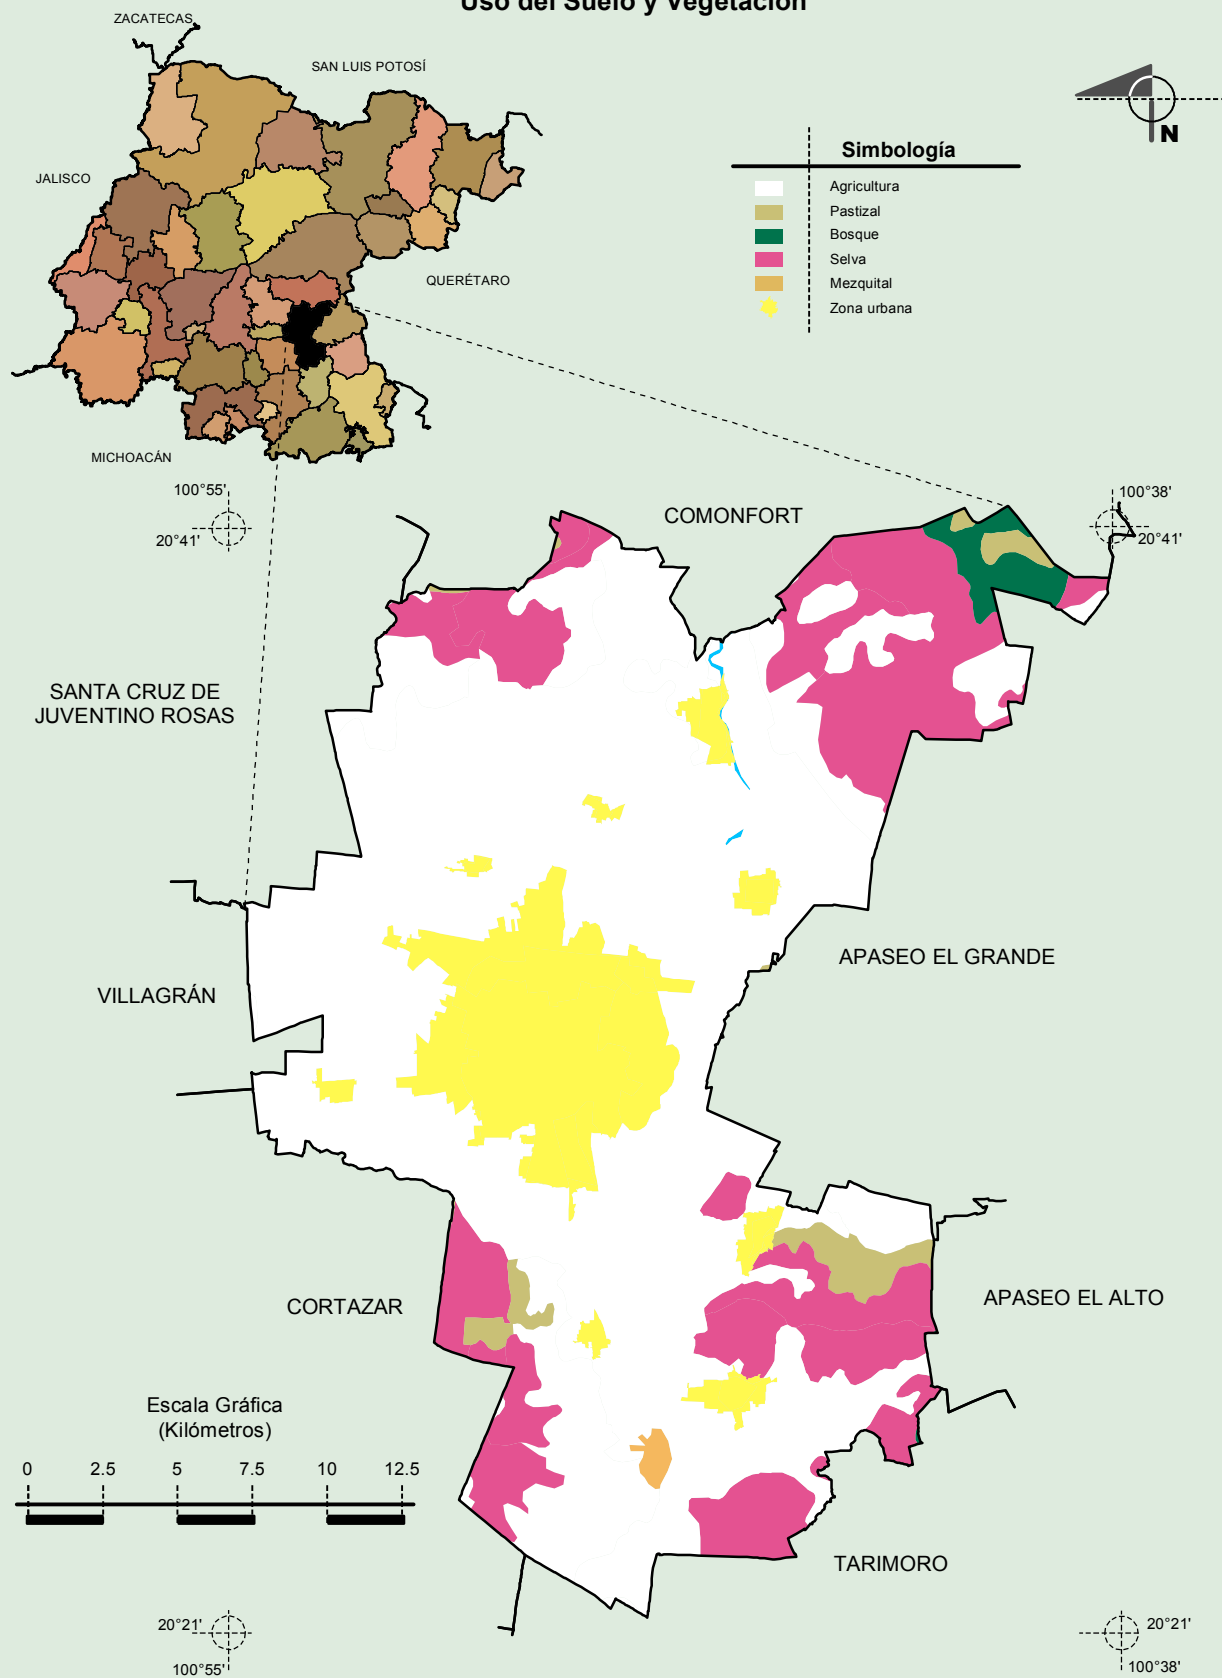 Uso del Suelo y Vegetación
ZACATECAS
SAN LUIS POTOSÍ
JALISCO
QUERÉTARO
MICHOACÁN
N
Simbología
Agricultura
Pastizal
Bosque
Selva
Mezquital
Zona urbana
100°55'
20°41'
100°38'
20°41'
COMONFORT
SANTA CRUZ DE
JUVENTINO ROSAS
APASEO EL GRANDE
VILLAGRÁN
CORTAZAR
APASEO EL ALTO
Escala Gráfica
(Kilómetros)
0 2.5 5 7.5 10 12.5
TARIMORO
20°21'
100°55'
20°21'
100°38'